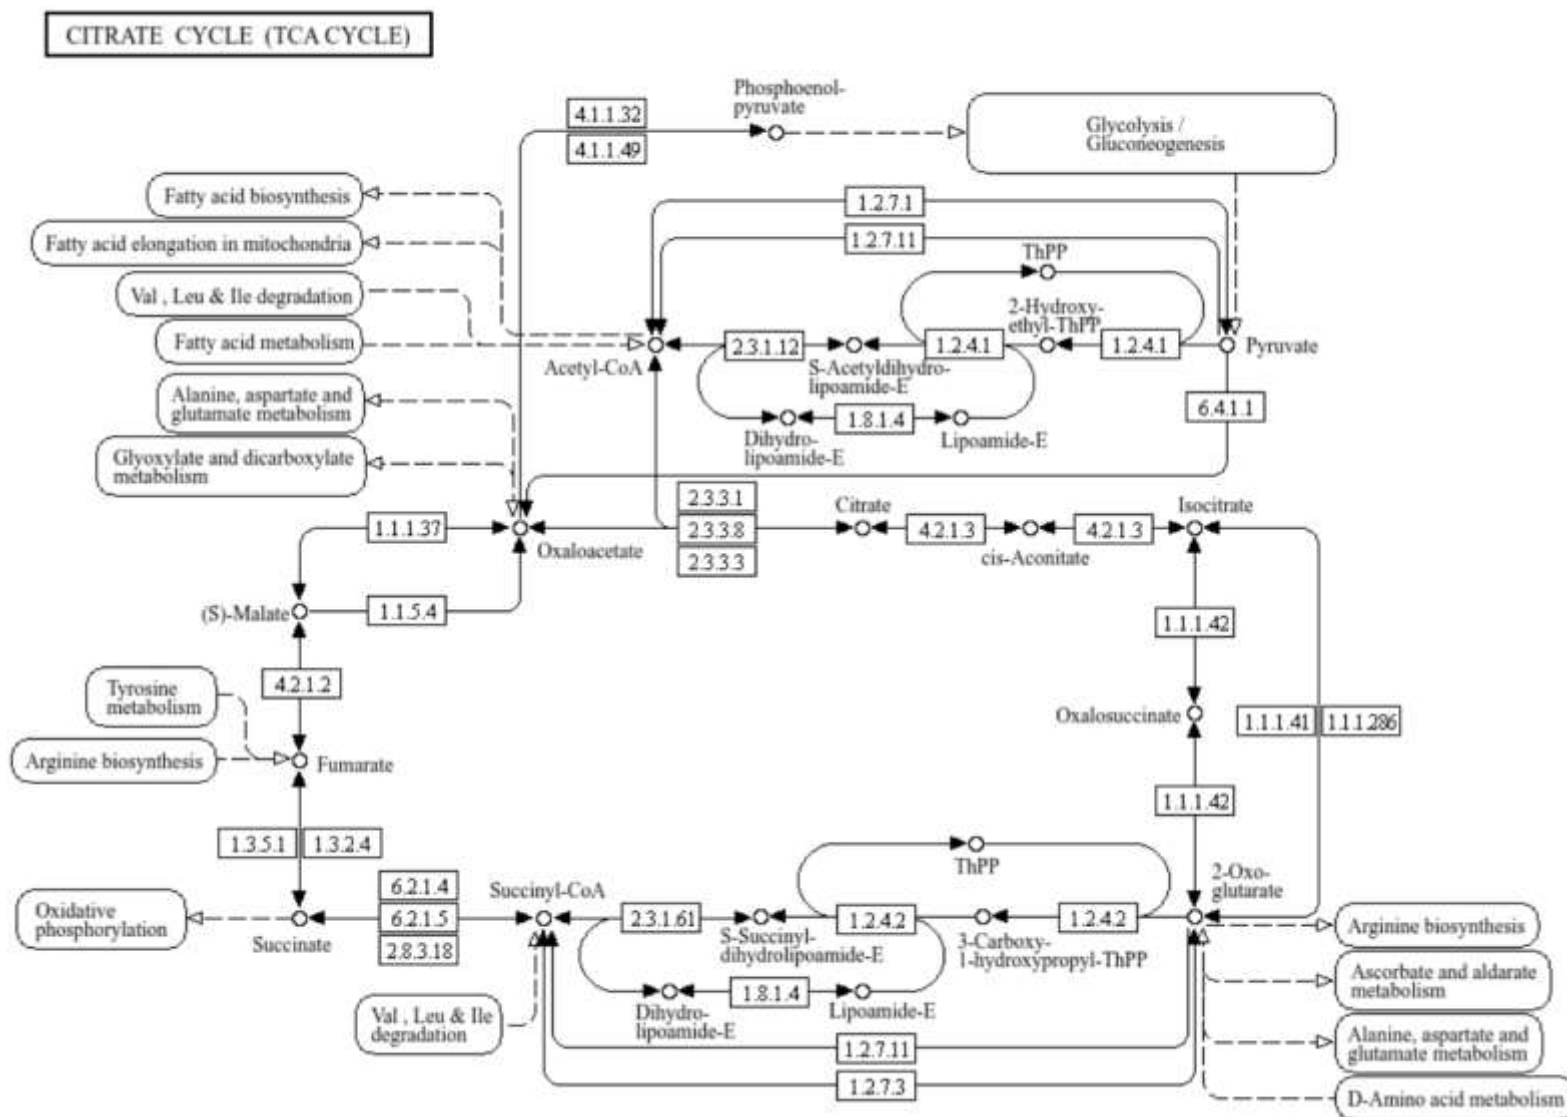 CITRATE CYCLE (TCA CYCLE)
Phosphoenol-
pyruvate
4.1.1.32
4.1.1.49
Glycolysis /
Gluconeogenesis
Fatty acid biosynthesis
1.2.7.1
Fatty acid elongation in mitochondria
1.2.7.11
ThPP
Val , Leu & Ile degradation
2-Hydroxy-
ethyl-ThPP
Fatty acid metabolism
Acetyl-CoA
2.3.1.12
S-Acetyldihydro-
lipoamide-E
1.2.4.1
1.2.4.1
Pyruvate
Alanine, aspartate and
glutamate metabolism
6.4.1.1
Dihydro-
lipoamide-E
1.8.1.4
Lipoamide-E
Glyoxylate and dicarboxylate
metabolism
2.3.3.1
2.3.3.8
2.3.3.3
Citrate
Isocitrate
1.1.1.37
Oxaloacetate
4.2.1.3
cis-Aconitate
4.2.1.3
(S)-Malate
1.1.5.4
1.1.1.42
4.2.1.2
Tyrosine
metabolism
Oxalosuccinate
1.1.1.41
1.1.1.286
Arginine biosynthesis
Fumarate
1.1.1.42
1.3.5.1
1.3.2.4
ThPP
6.2.1.4
6.2.1.5
2.8.3.18
Succinyl-CoA
2-Oxo-
glutarate
Oxidative
phosphorylation
Succinate
2.3.1.61
S-Succinyl-
dihydrolipoamide-E
1.2.4.2
3-Carboxy-
1-hydroxypropyl-ThPP
1.2.4.2
Arginine biosynthesis
Ascorbate and aldarate
metabolism
Val , Leu & Ile
degradation
Dihydro-
lipoamide-E
1.8.1.4
Lipoamide-E
Alanine, aspartate and
glutamate metabolism
1.2.7.11
1.2.7.3
D-Amino acid metabolism